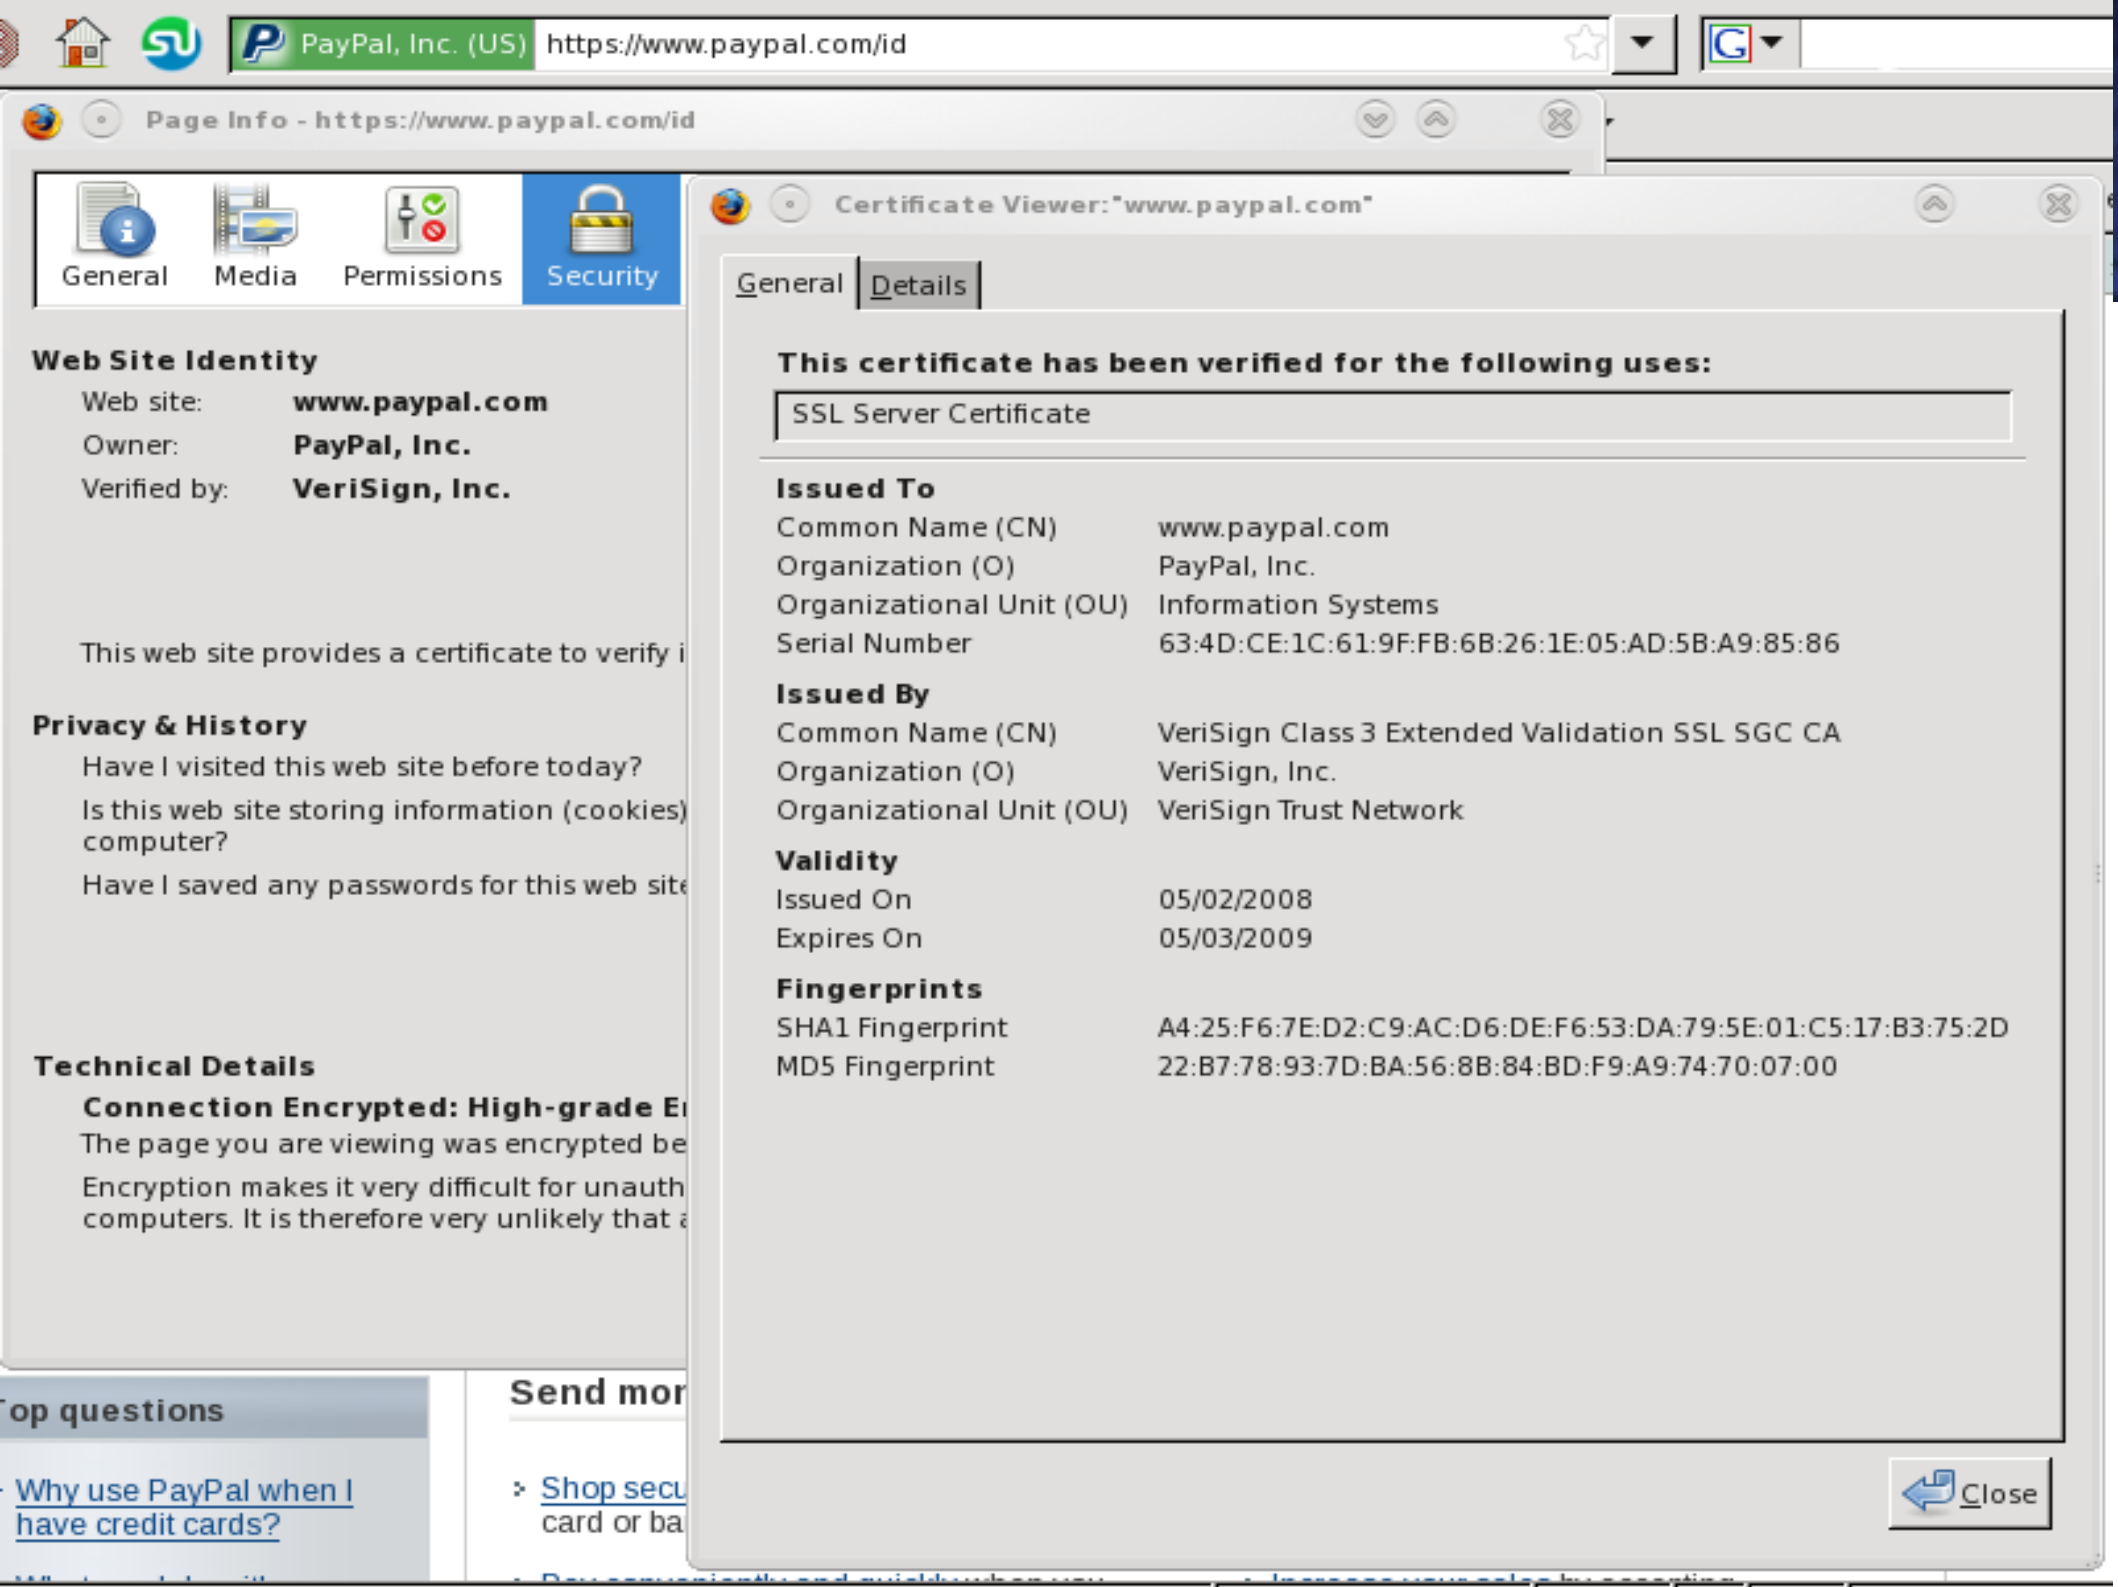 PayPal, Inc. (US) https://www.paypal.com/id
Page Info - https://www.paypal.com/id
General Media Permissions Security
Web Site Identity
Web site: www.paypal.com
Owner: PayPal, Inc.
Verified by: VeriSign, Inc.
This web site provides a certificate to verify i
Privacy & History
Have I visited this web site before today?
Is this web site storing information (cookies)
computer?
Have I saved any passwords for this web site
Technical Details
Connection Encrypted: High-grade
The page you are viewing was encrypted be
Encryption makes it very difficult for unauth
computers. It is therefore very unlikely that a
Certificate Viewer:"www.paypal.com"
General Details
This certificate has been verified for the following uses:
SSL Server Certificate
Issued To
Common Name (CN) www.paypal.com
Organization (O) PayPal, Inc.
Organizational Unit (OU) Information Systems
Serial Number 63:4D:CE:1C:61:9F:FB:6B:26:1E:05:AD:5B:A9:85:86
Issued By
Common Name (CN) VeriSign Class 3 Extended Validation SSL SGC CA
Organization (O) VeriSign, Inc.
Organizational Unit (OU) VeriSign Trust Network
Validity
Issued On 05/02/2008
Expires On 05/03/2009
Fingerprints
SHA1 Fingerprint A4:25:F6:7E:D2:C9:AC:D6:DE:F6:53:DA:79:5E:01:C5:17:B3:75:2D
MD5 Fingerprint 22:B7:78:93:7D:BA:56:8B:84:BD:F9:A9:74:70:07:00
Close
Top questions
Why use PayPal when I
have credit cards?
Send mor
Shop secu
card or ba
Pay conveniently and quickly when you
Increase your sales by accepting